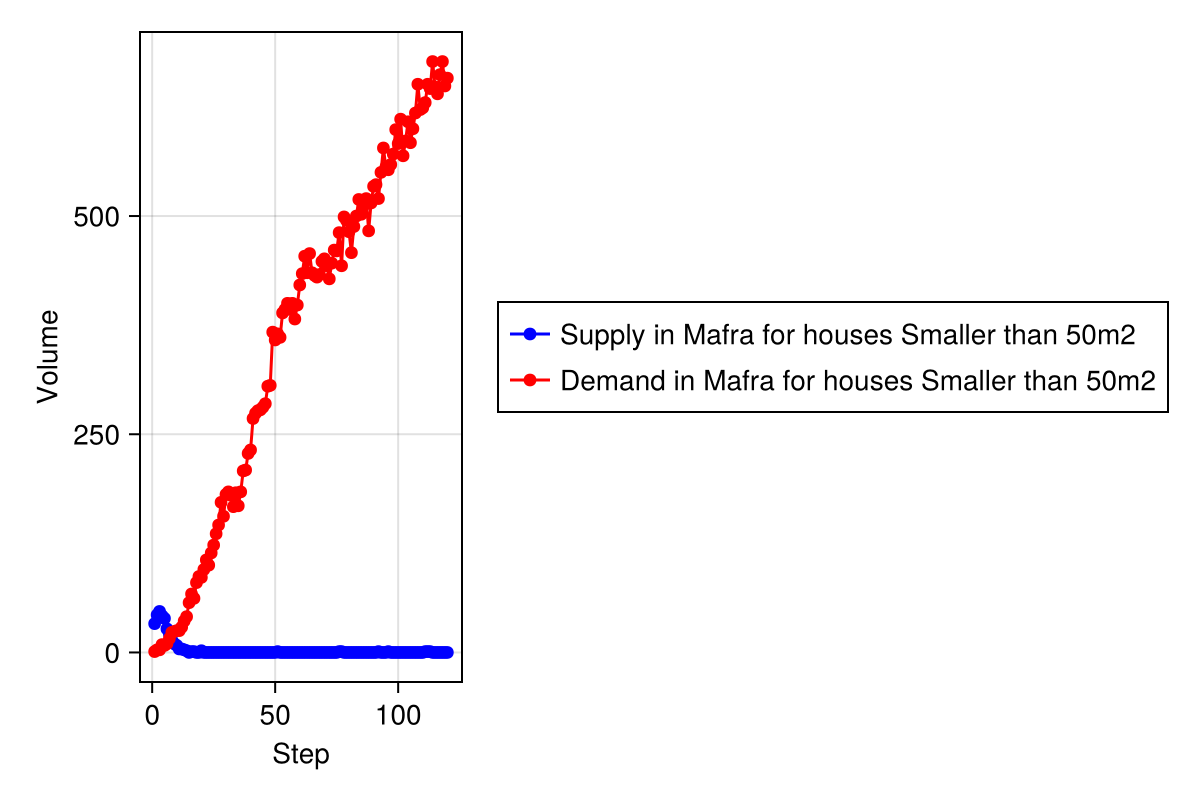 Volume
500
250
0
0 50 100
Step
Supply in Mafra for houses Smaller than 50m2
Demand in Mafra for houses Smaller than 50m2